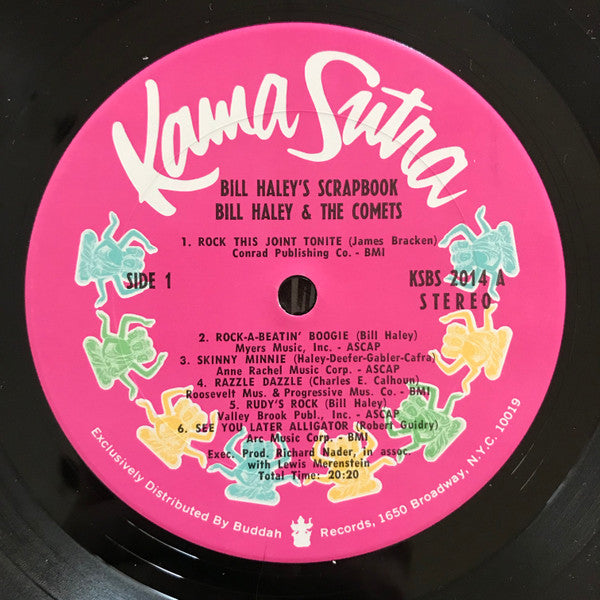 Kama Sutra
BILL HALEY'S SCRAPBOOK
BILL HALEY & THE COMETS
1. ROCK THIS JOINT TONITE (James Bracken)
Conrad Publishing Co. - BMI
SIDE 1
KSBS 2014 A
STEREO
2. ROCK-A-BEATIN' BOOGIE (Bill Haley)
Myers Music, Inc. - ASCAP
3. SKINNY MINNIE (Haley-Deefer-Gabler-Cafra)
Anne Rachel Music Corp. - ASCAP
4. RAZZLE DAZZLE (Charles E. Calhoun)
Roosevelt Mus. & Progressive Mus. Co. - BMI
5. RUDY'S ROCK (Bill Haley)
Valley Brook Publ., Inc. - ASCAP
6. SEE YOU LATER ALLIGATOR (Robert Guidry)
Arc Music Corp. - BMI
Exec. Prod. Richard Nader, in assoc.
with Lewis Merenstein
Total Time: 20:20
Exclusively Distributed By Buddah Records, 1650 Broadway, N.Y.C. 10019